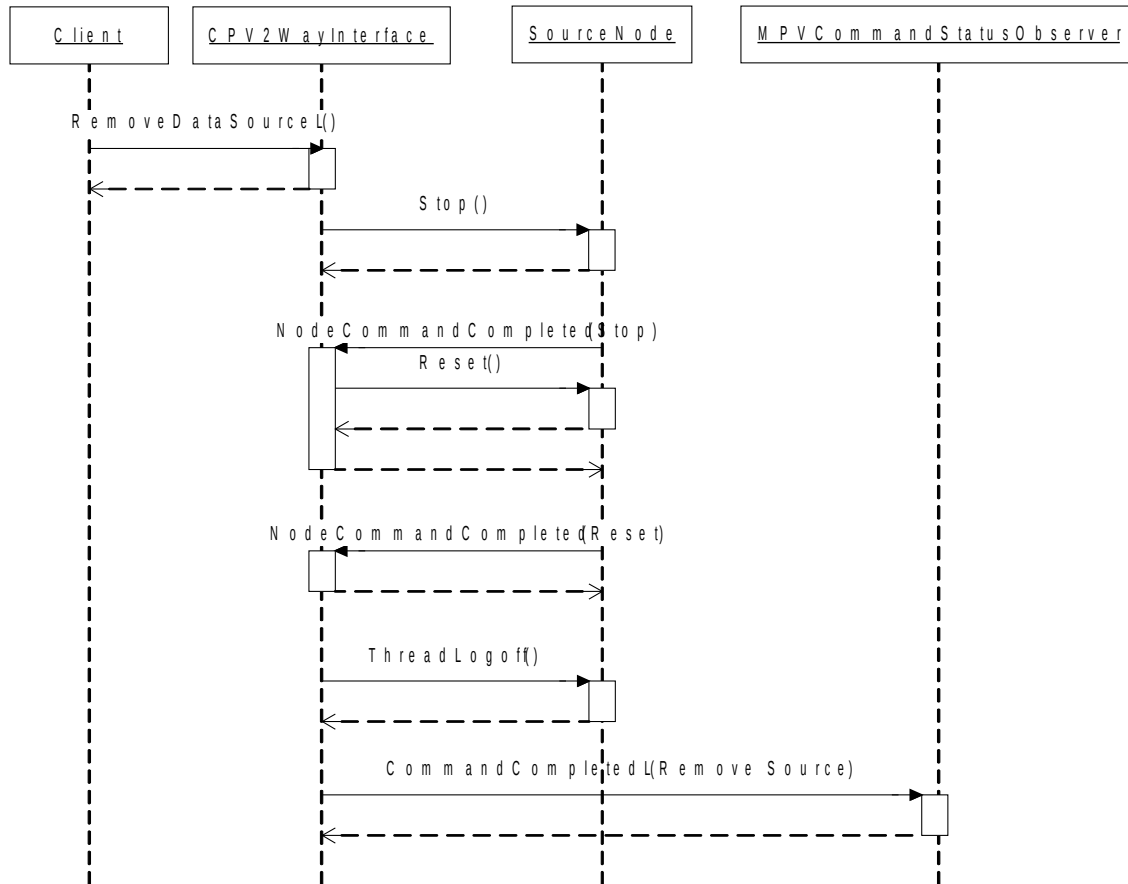 Client
CPV2WayInterface
SourceNode
MPVCommandStatusObserver
RemoveDataSourceL()
Stop()
NodeCommandCompleted(Stop)
Reset()
NodeCommandCompleted(Reset)
ThreadLogoff()
CommandCompletedL(Remove Source)